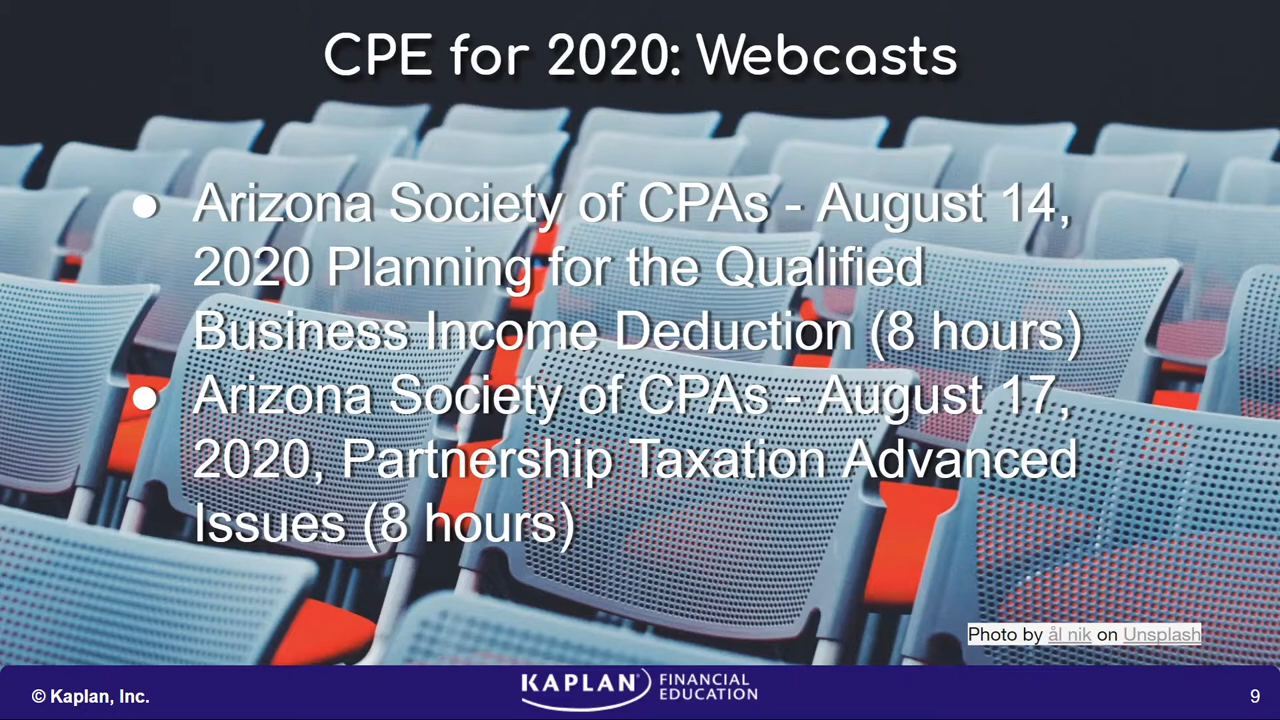 CPE for 2020: Webcasts
● Arizona Society of CPAs - August 14,
2020 Planning for the Qualified
Business Income Deduction (8 hours)
● Arizona Society of CPAs - August 17,
2020, Partnership Taxation Advanced
Issues (8 hours)
Photo by ål nik on Unsplash
© Kaplan, Inc.
KAPLAN® FINANCIAL
EDUCATION
9